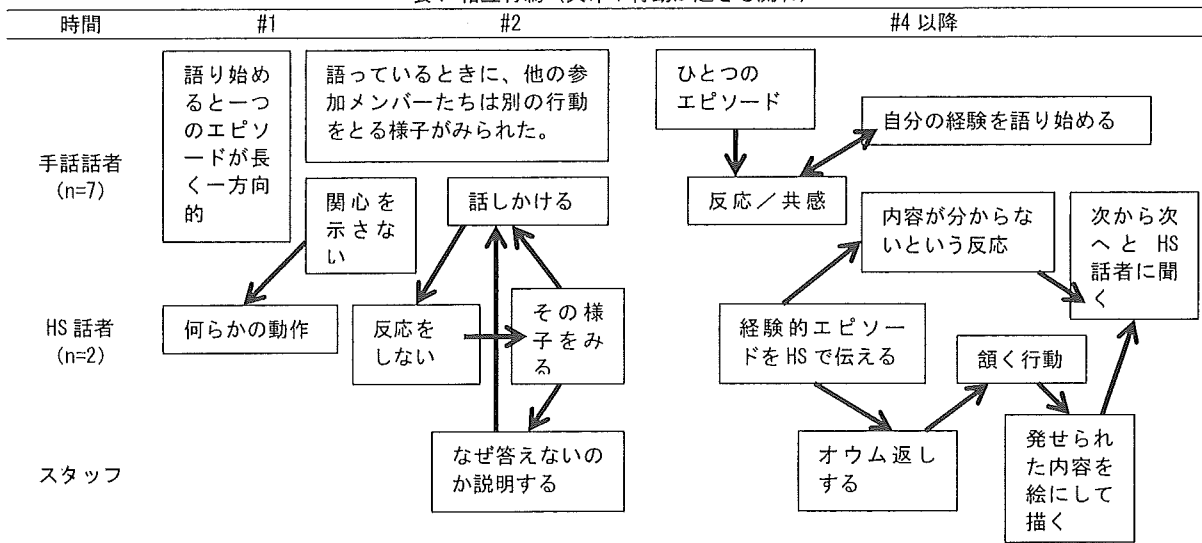 時間 #1 #2 #4 以降
手話話者
(n=7)
語り始め
ると一つ
のエピソ
ードが長
く一方向
的
語っているときに、他の参
加メンバーたちは別の行動
をとる様子がみられた。
関心を
示さな
い
話しかける
ひとつの
エピソード
自分の経験を語り始める
反応／共感
内容が分からな
いという反応
次から次
へと HS
話者に聞
く
HS 話者
(n=2)
何らかの動作
反応を
しない
その様
子をみ
る
経験的エピソー
ドを HS で伝える
頷く行動
スタッフ
なぜ答えないの
か説明する
オウム返し
する
発せられ
た内容を
絵にして
描く